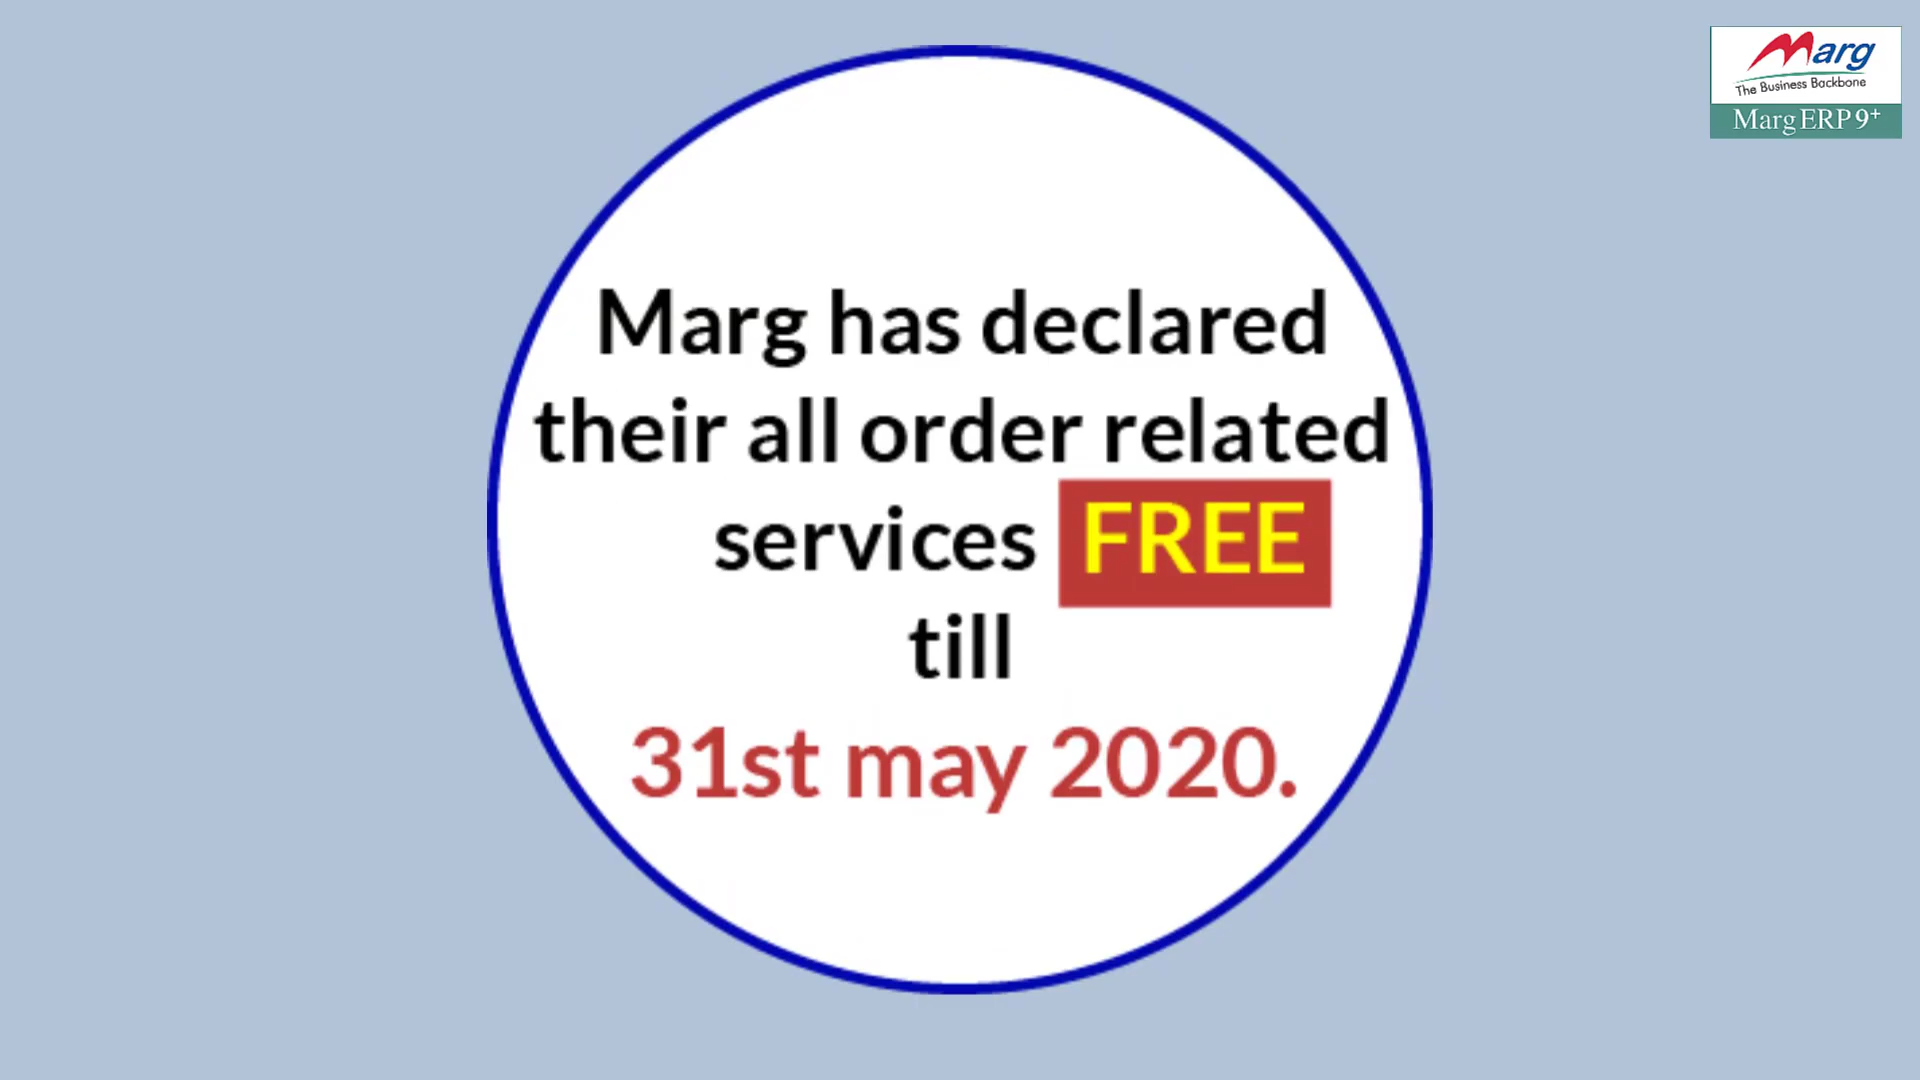 Marg
The Business Backbone
Marg ERP 9+
Marg has declared
their all order related
services FREE
till
31st may 2020.